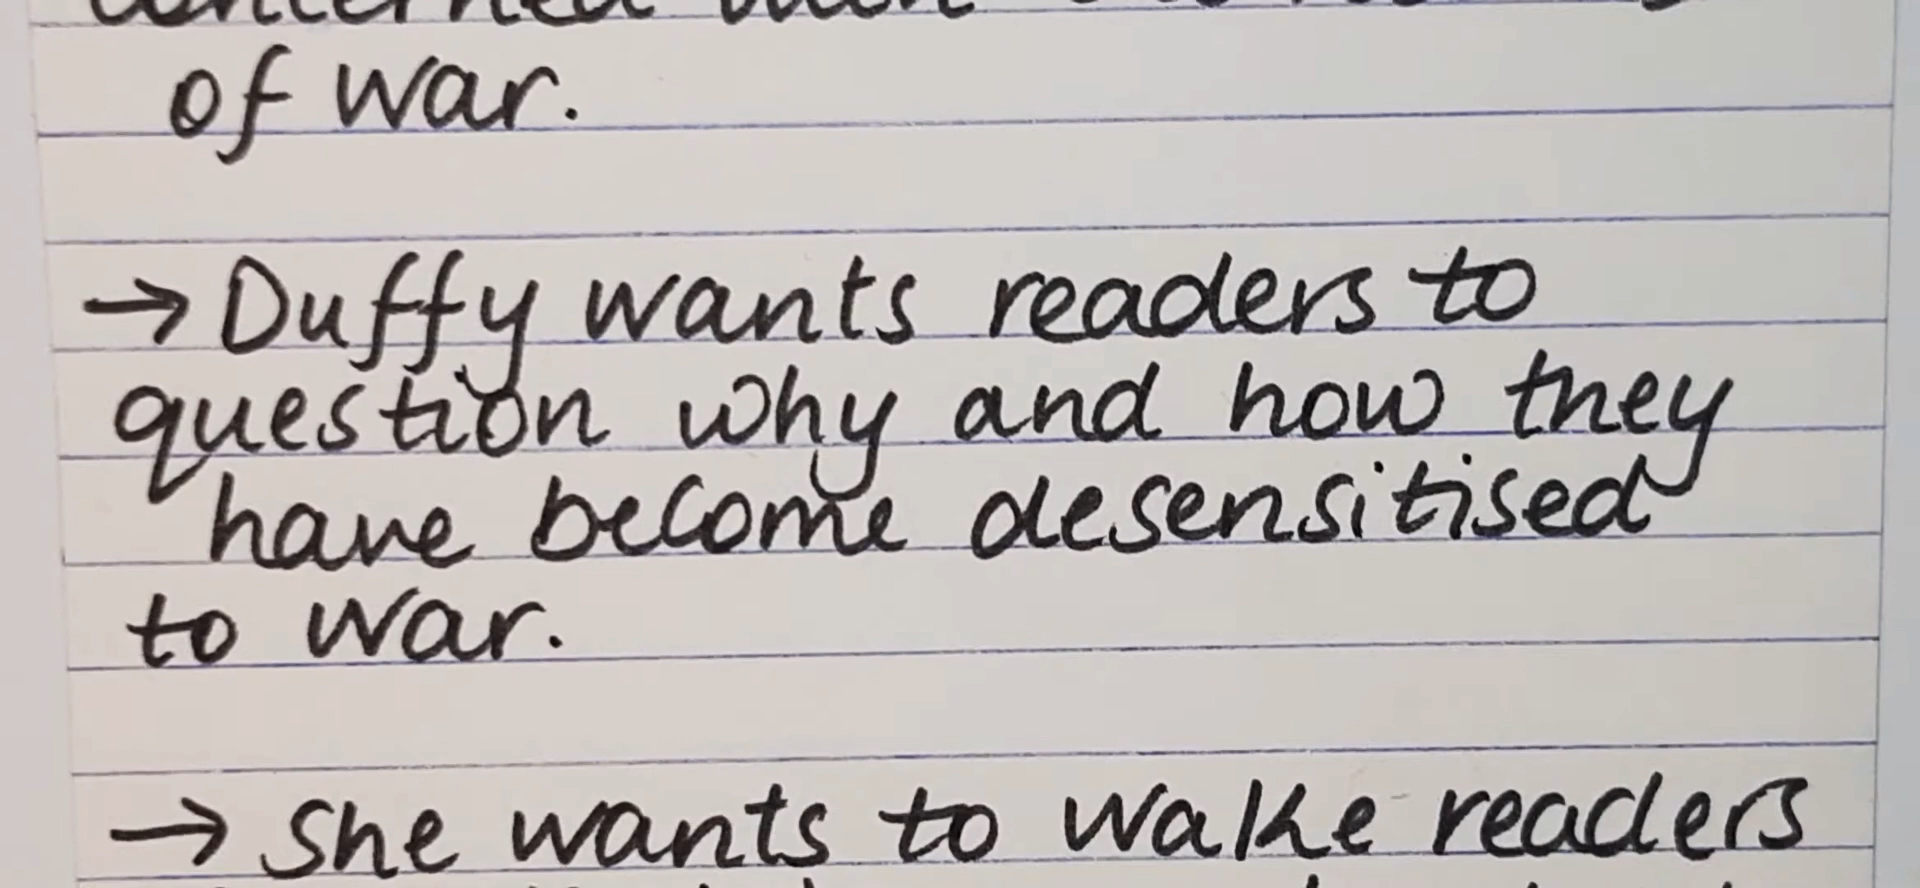 concerned
of war.
→ Duffy wants readers to
question why and how they
have become desensitised
to war.
→ She wants to wake readers